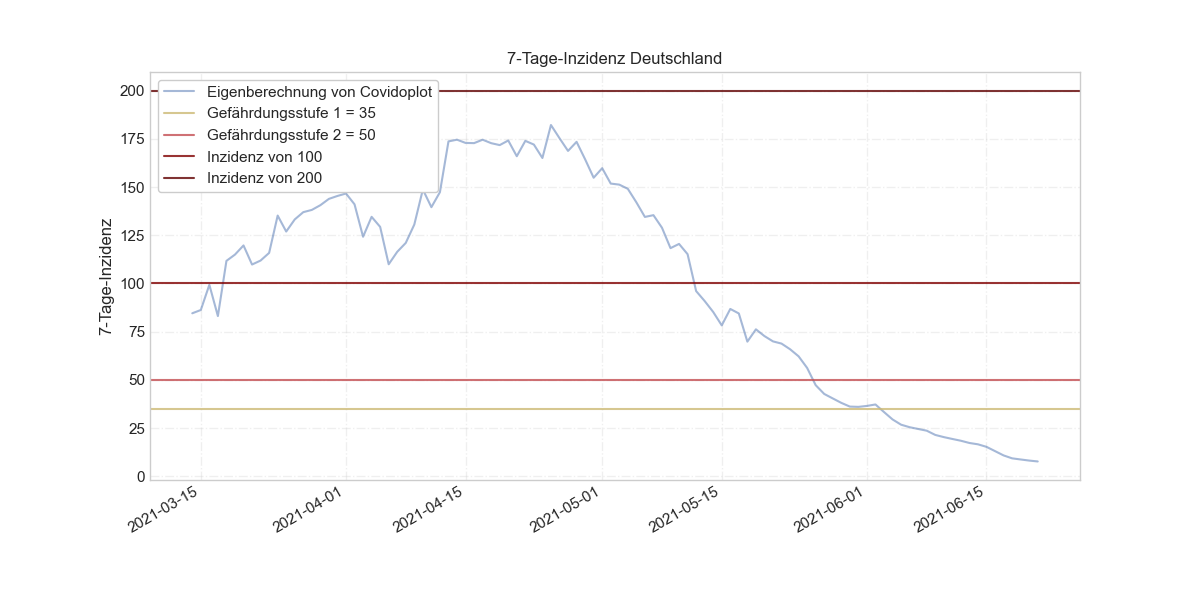 7-Tage-Inzidenz Deutschland
Eigenberechnung von Covidoplot
Gefährdungsstufe 1 = 35
Gefährdungsstufe 2 = 50
Inzidenz von 100
Inzidenz von 200
7-Tage-Inzidenz
200
175
150
125
100
75
50
25
0
2021-03-15
2021-04-01
2021-04-15
2021-05-01
2021-05-15
2021-06-01
2021-06-15